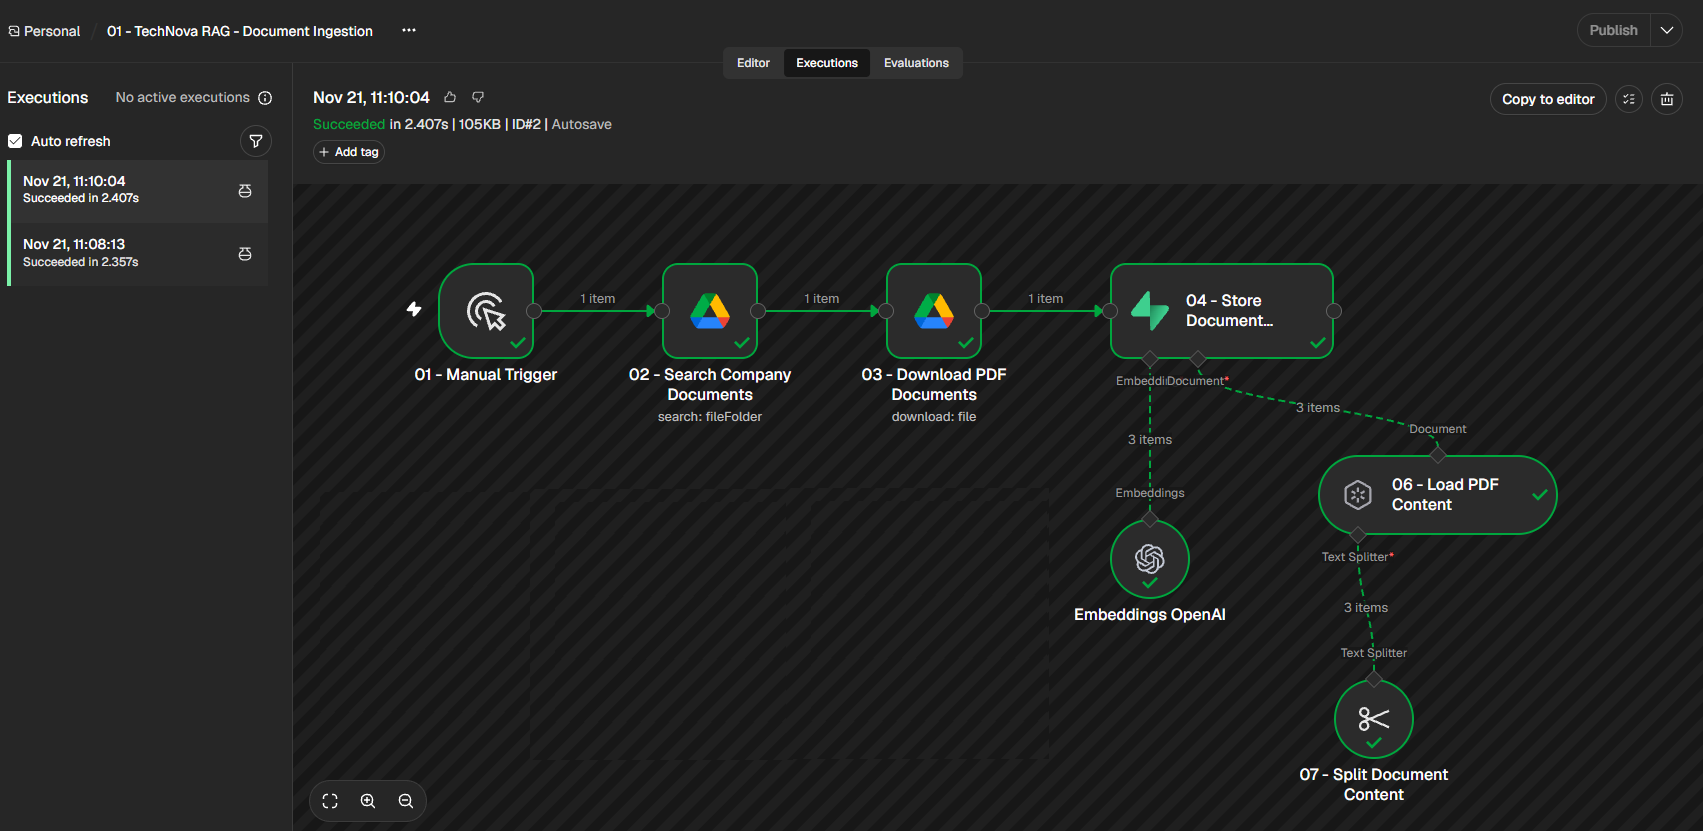 Personal / 01 - TechNova RAG - Document Ingestion ...
Publish
Editor Executions Evaluations
Executions No active executions
Auto refresh
Nov 21, 11:10:04
Succeeded in 2.407s
Nov 21, 11:08:13
Succeeded in 2.357s
Nov 21, 11:10:04
Succeeded in 2.407s | 105KB | ID#2 | Autosave
+ Add tag
Copy to editor
1 item
1 item
1 item
01 - Manual Trigger
02 - Search Company
Documents
search: fileFolder
03 - Download PDF
Documents
download: file
04 - Store
Document...
Embeddi
Document*
3 items
3 items
Document
06 - Load PDF
Content
Embeddings
Embeddings OpenAI
Text Splitter*
3 items
Text Splitter
07 - Split Document
Content